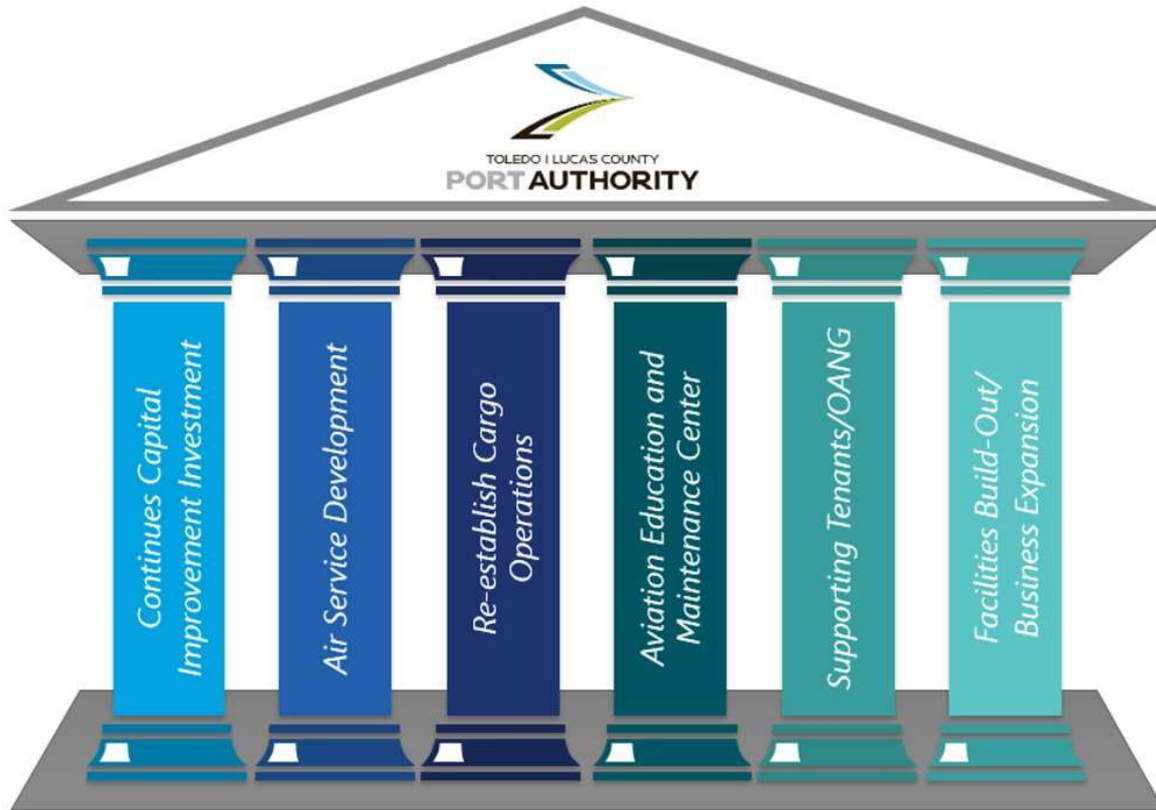 TOLEDO | LUCAS COUNTY
PORT AUTHORITY
Continues Capital
Improvement Investment
Air Service Development
Re-establish Cargo
Operations
Aviation Education and
Maintenance Center
Supporting Tenants/OANG
Facilities Build-Out/
Business Expansion